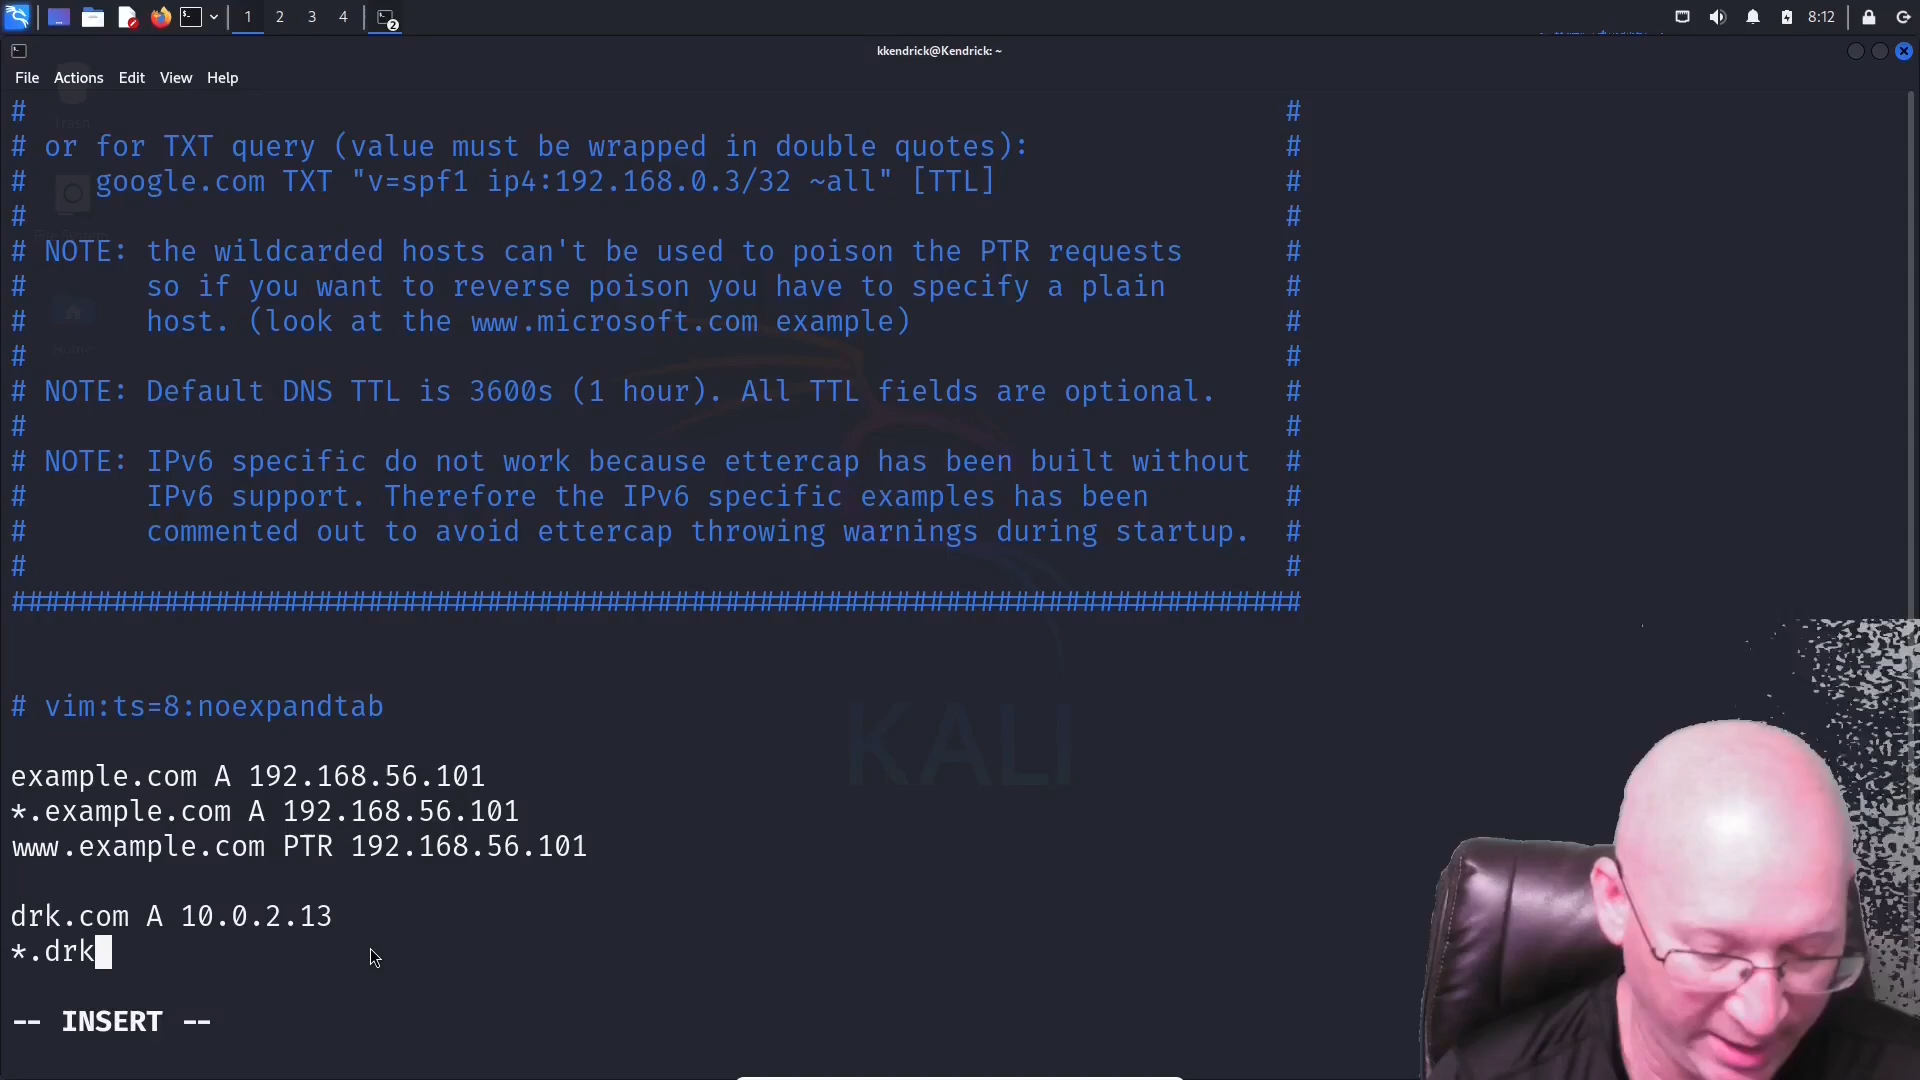 1 2 3 4 2 8:12
kkendrick@Kendrick: ~
File Actions Edit View Help
# #
# or for TXT query (value must be wrapped in double quotes): #
# google.com TXT "v=spf1 ip4:192.168.0.3/32 ~all" [TTL] #
# #
# NOTE: the wildcarded hosts can't be used to poison the PTR requests #
# so if you want to reverse poison you have to specify a plain #
# host. (look at the www.microsoft.com example) #
# #
# NOTE: Default DNS TTL is 3600s (1 hour). All TTL fields are optional. #
# #
# NOTE: IPv6 specific do not work because ettercap has been built without #
# IPv6 support. Therefore the IPv6 specific examples has been #
# commented out to avoid ettercap throwing warnings during startup. #
# #
############################################################################
# vim:ts=8:noexpandtab
KALI
example.com A 192.168.56.101
*.example.com A 192.168.56.101
www.example.com PTR 192.168.56.101
drk.com A 10.0.2.13
*.drk
-- INSERT --
Trash
Home